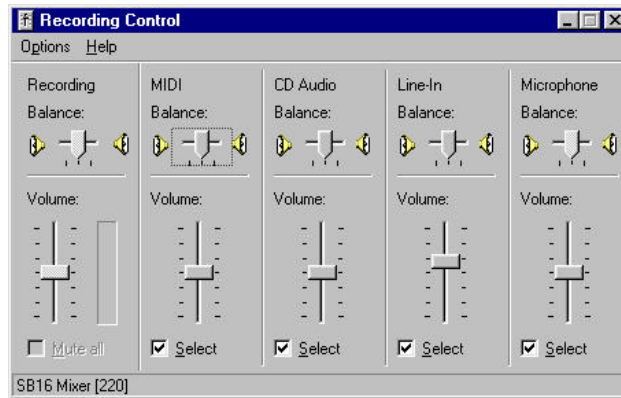 Recording Control
Options Help
Recording MIDI CD Audio Line-In Microphone
Balance: Balance: Balance: Balance: Balance:
Volume: Volume: Volume: Volume: Volume:
Mute all Select Select Select Select
SB16 Mixer [220]